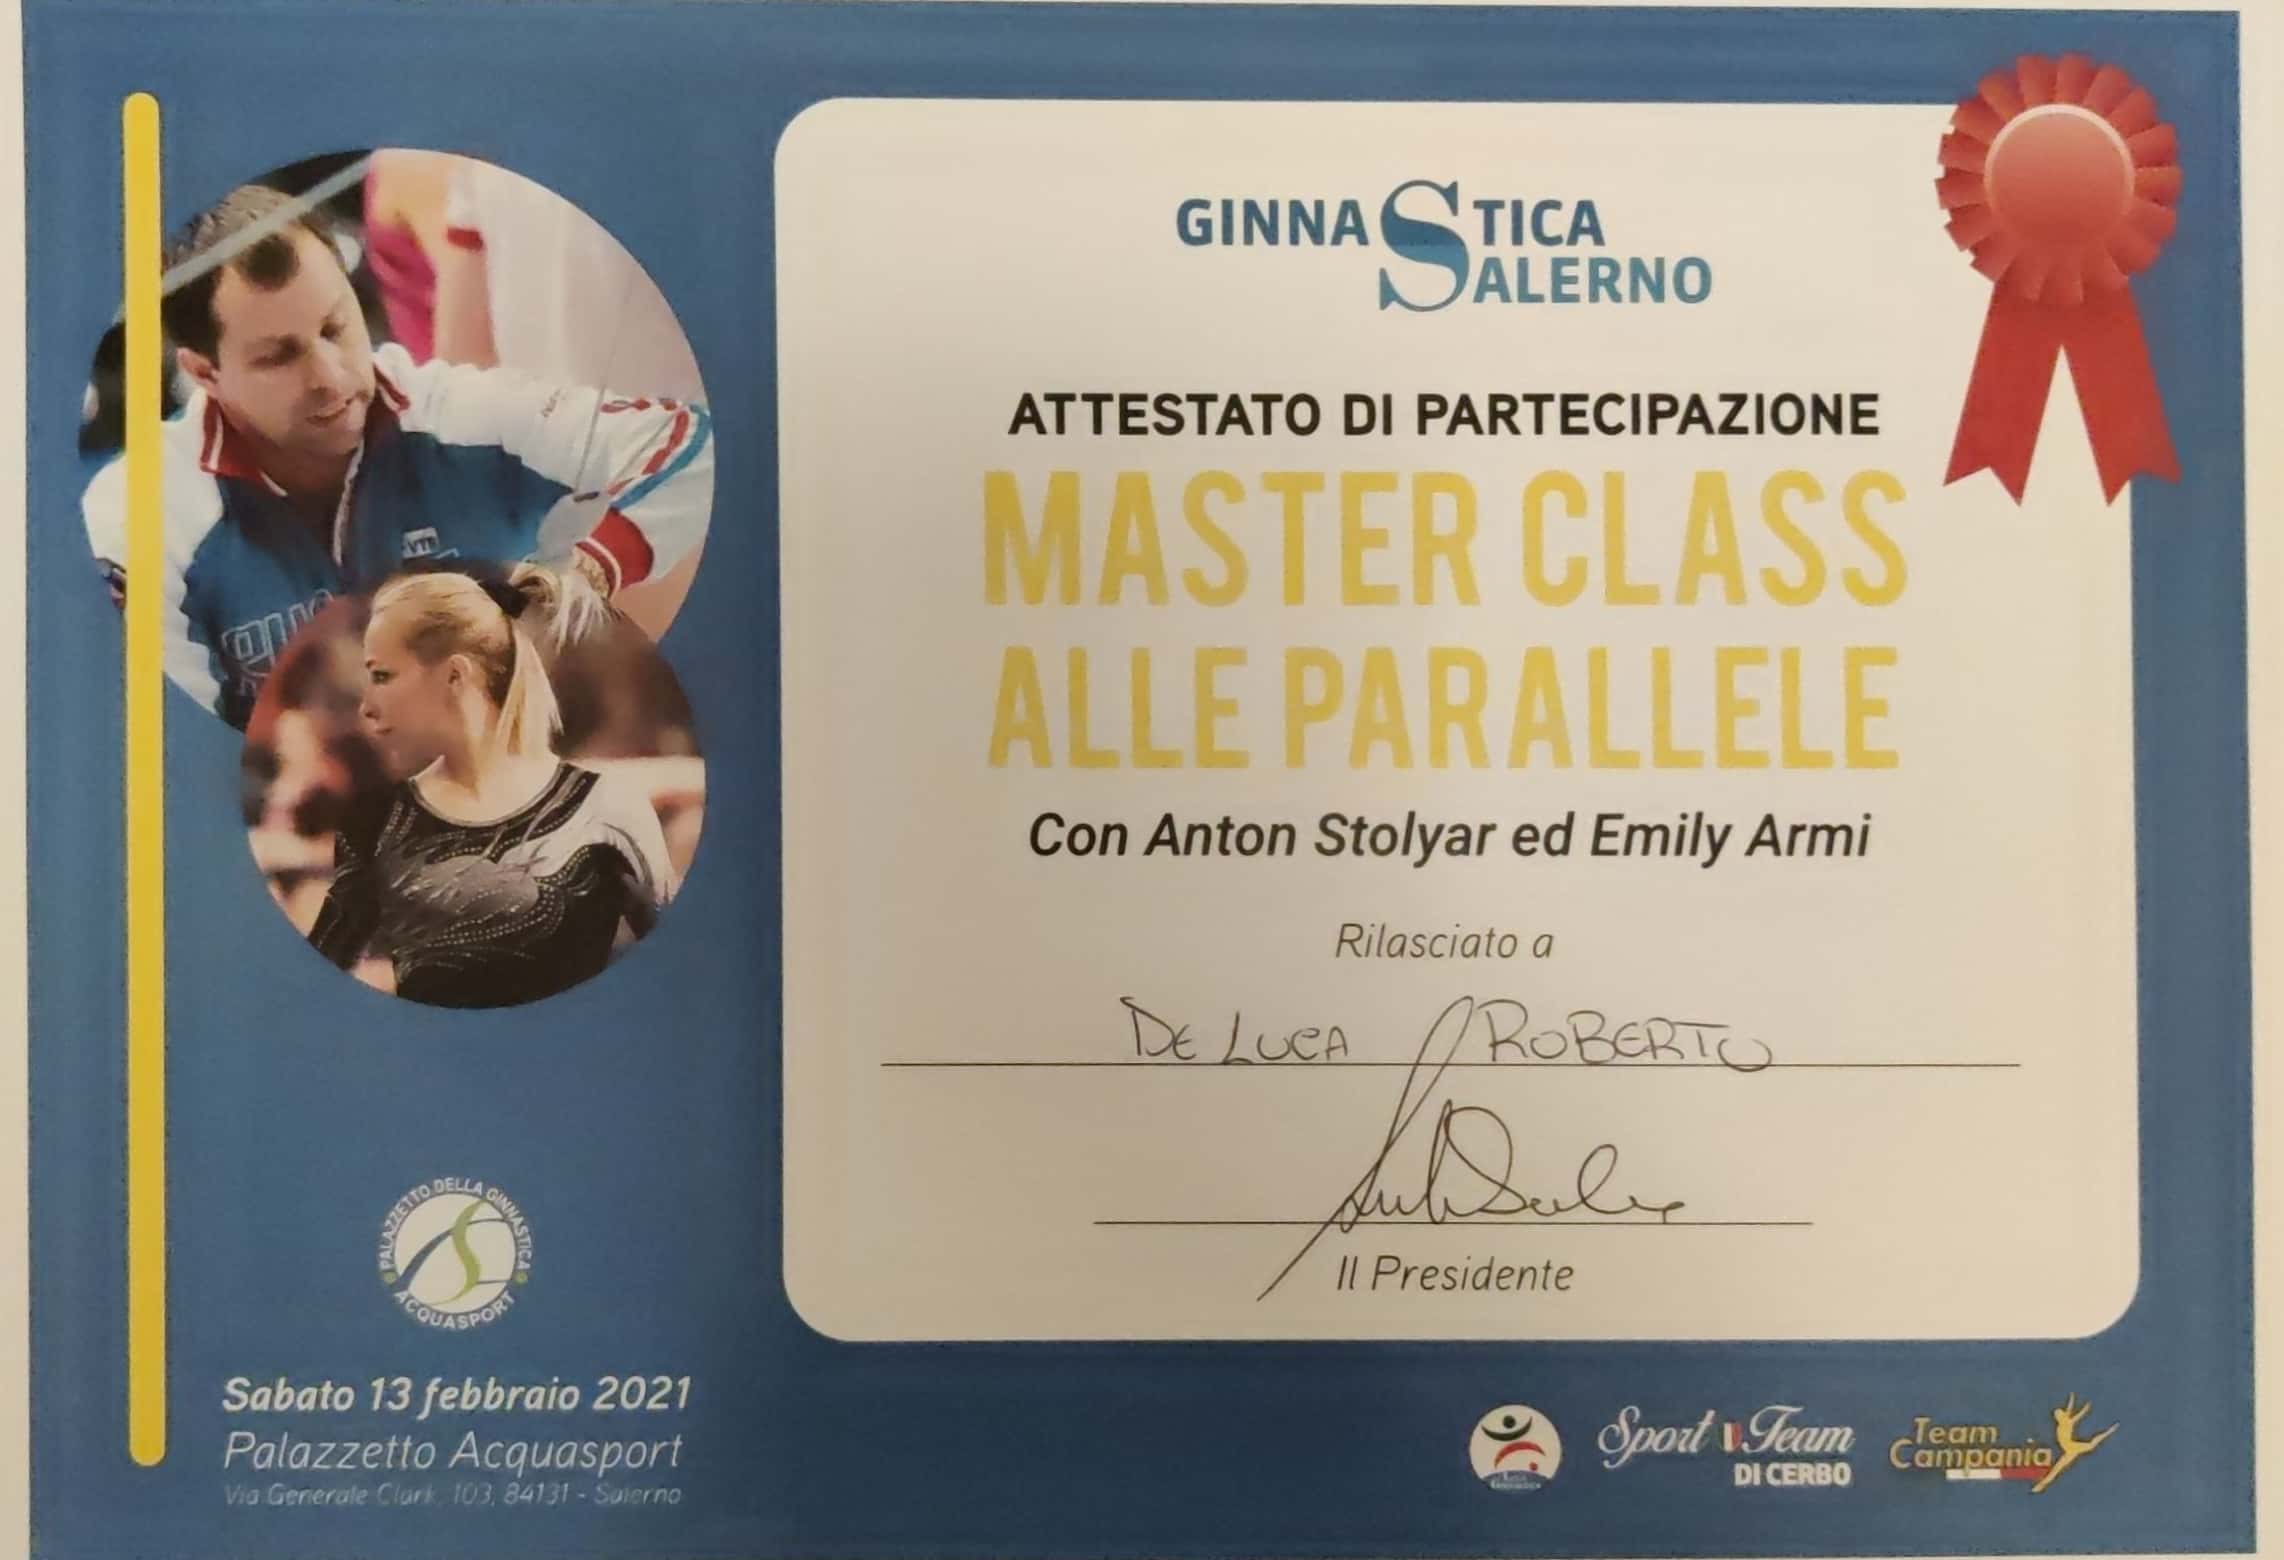 GINNASTICA
SALERNO
ATTESTATO DI PARTECIPAZIONE
MASTER CLASS
ALLE PARALLELE
Con Anton Stolyar ed Emily Armi
Rilasciato a
DE LUCA ROBERTO
Il Presidente
PALAZZETTO DELLA GINNASTICA
ACQUASPORT
Sabato 13 febbraio 2021
Palazzetto Acquasport
Via Generale Clark, 103, 84131 - Salerno
Sport Team
DI CERBO
Team
Campania